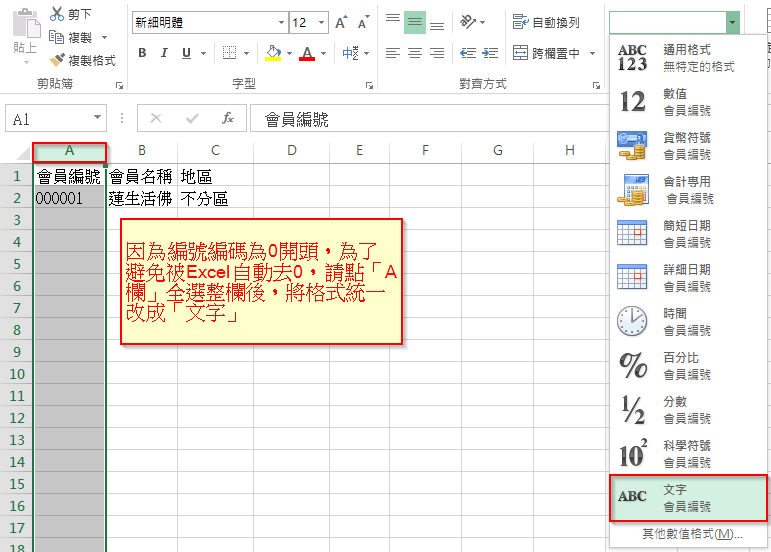 剪下
複製
貼上
複製格式
剪貼簿
新細明體
12
A
A
B
I
U
A
中
字型
自動換列
跨欄置中
對齊方式
ABC
123
通用格式
無特定的格式
12
數值
會員編號
貨幣符號
會員編號
會計專用
會員編號
簡短日期
會員編號
詳細日期
會員編號
時間
會員編號
%
百分比
會員編號
1/2
分數
會員編號
10²
科學符號
會員編號
ABC
文字
會員編號
其他數值格式(M)...
A1
fx
會員編號
A B C D E F G H
1 會員編號 會員名稱 地區
2 000001 蓮生活佛 不分區
3
4
5
6
7
8
9
10
11
12
13
14
15
16
17
18
因為編號編碼為0開頭，為了
避免被Excel自動去0，請點「A
欄」全選整欄後，將格式統一
改成「文字」